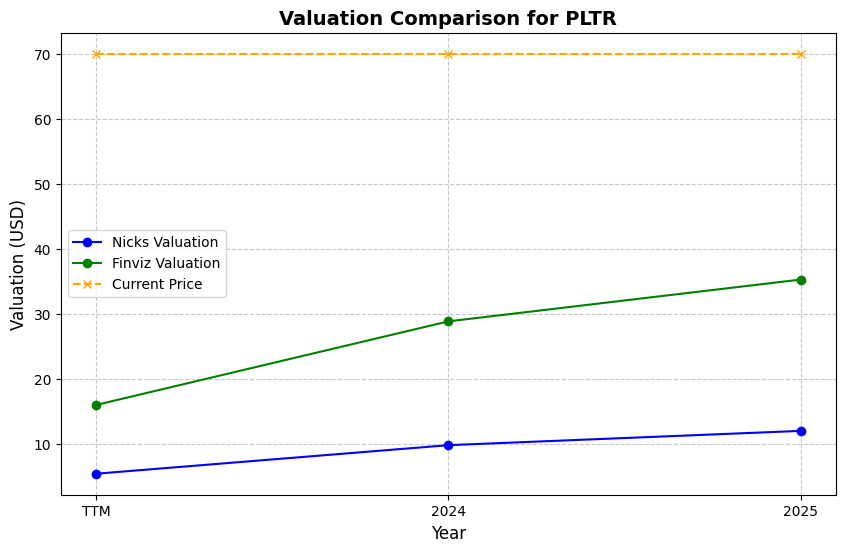 Valuation Comparison for PLTR
Valuation (USD)
70
60
50
40
30
20
10
Nicks Valuation
Finviz Valuation
Current Price
TTM 2024 2025
Year